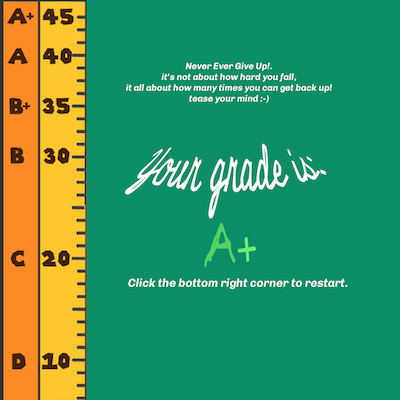 A+ 45
A 40
B+ 35
B 30
C 20
D 10
Never Ever Give Up!.
it's not about how hard you fall,
it all about how many times you can get back up!
tease your mind :-)
Your grade is:
A+
Click the bottom right corner to restart.